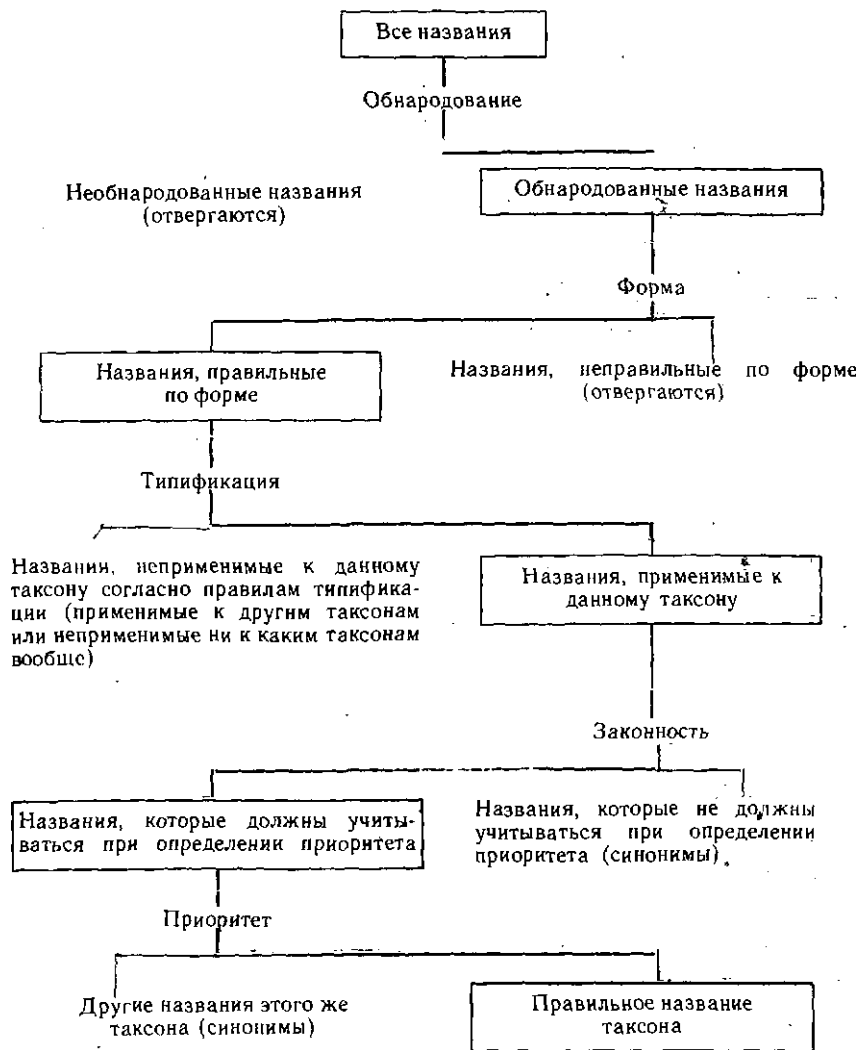 Все названия
Обнародование
Необнародованные названия
(отвергаются)
Обнародованные названия
Форма
Названия, правильные
по форме
Названия, неправильные по форме
(отвергаются)
Типификация
Названия, неприменимые к данному
таксону согласно правилам типифика-
ции (применимые к другим таксонам
или неприменимые ни к каким таксонам
вообще)
Названия, применимые к
данному таксону
Законность
Названия, которые должны учиты-
ваться при определении приоритета
Названия, которые не должны
учитываться при определении
приоритета (синонимы).
Приоритет
Другие названия этого же
таксона (синонимы)
Правильное название
таксона